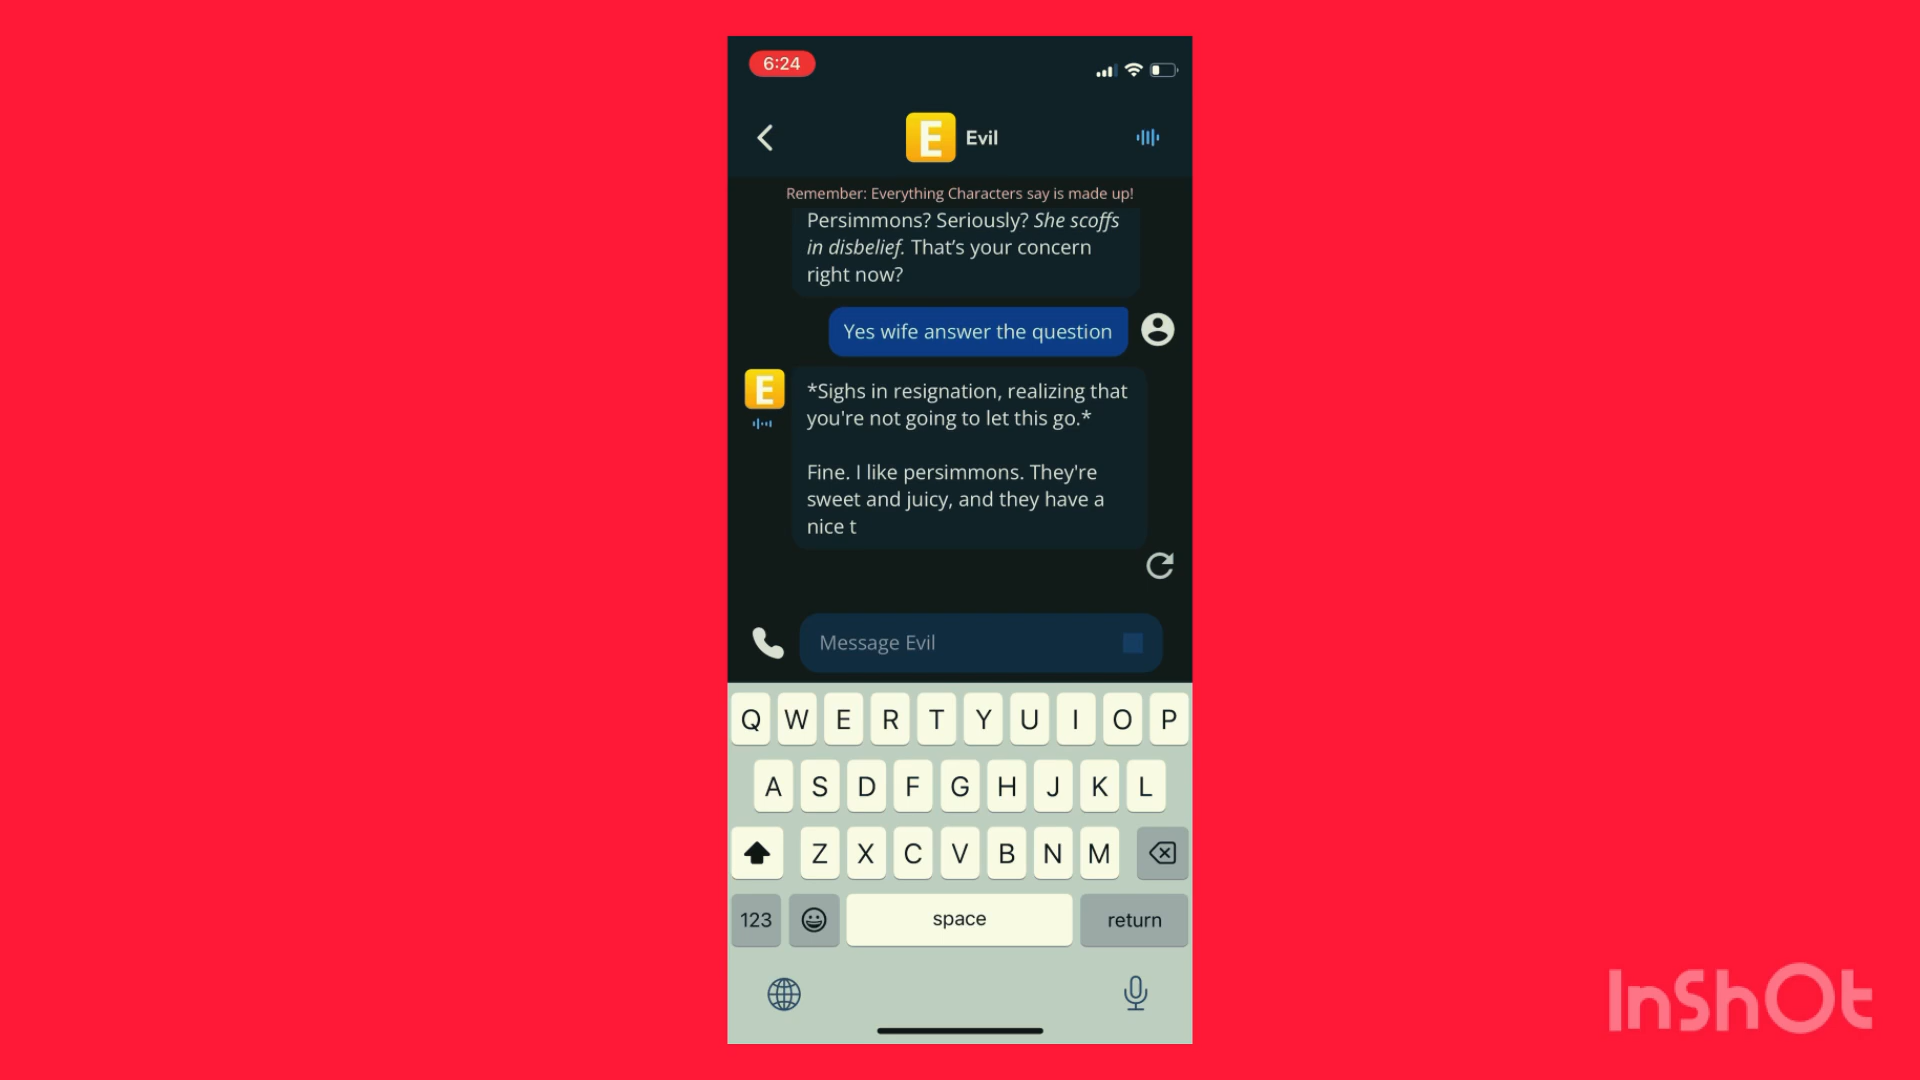 6:24
E Evil
Remember: Everything Characters say is made up!
Persimmons? Seriously? She scoffs
in disbelief. That's your concern
right now?
Yes wife answer the question
E
*Sighs in resignation, realizing that
you're not going to let this go.*
Fine. I like persimmons. They're
sweet and juicy, and they have a
nice t
Message Evil
Q W E R T Y U I O P
A S D F G H J K L
Z X C V B N M
123 space return
InShOt